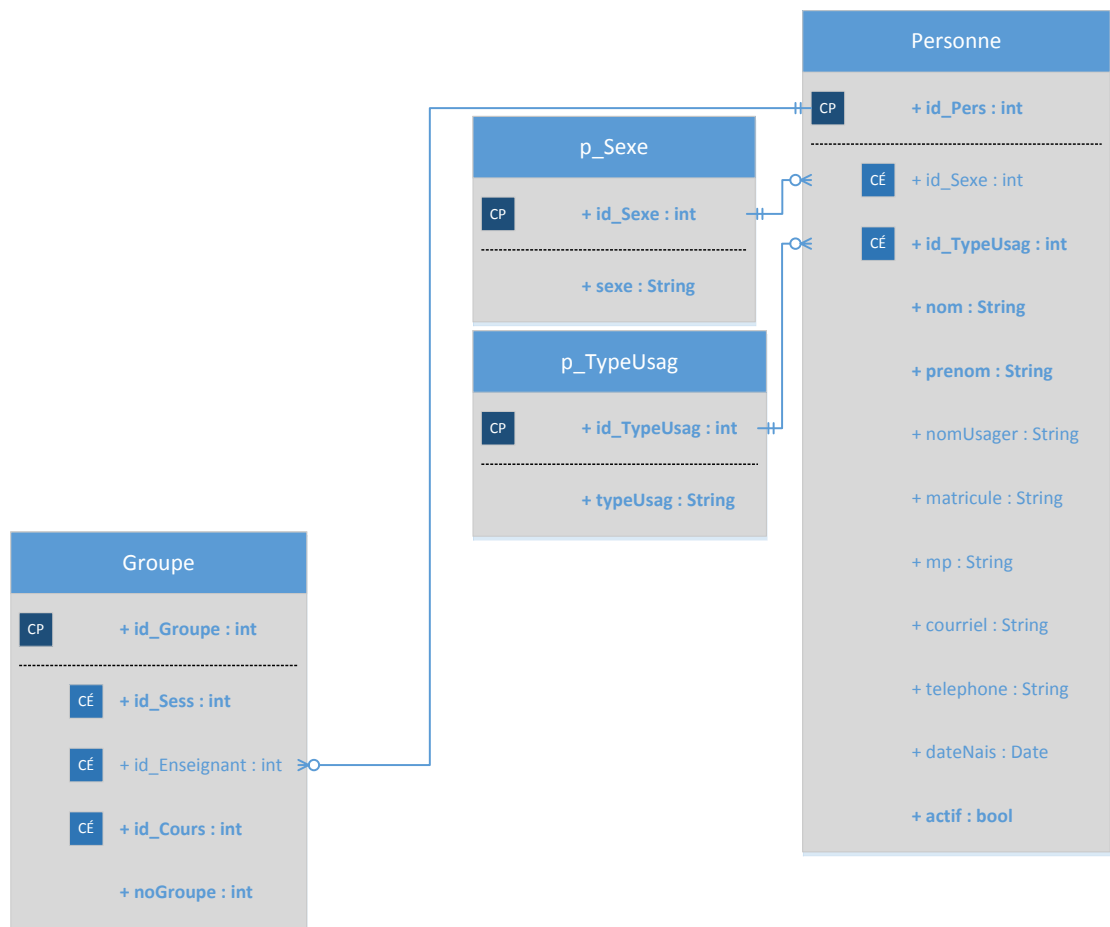 Personne
CP + id_Pers : int
CÉ + id_Sexe : int
CÉ + id_TypeUsag : int
+ nom : String
+ prenom : String
+ nomUsager : String
+ matricule : String
+ mp : String
+ courriel : String
+ telephone : String
+ dateNais : Date
+ actif : bool
p_Sexe
CP + id_Sexe : int
+ sexe : String
p_TypeUsag
CP + id_TypeUsag : int
+ typeUsag : String
Groupe
CP + id_Groupe : int
CÉ + id_Sess : int
CÉ + id_Enseignant : int
CÉ + id_Cours : int
+ noGroupe : int